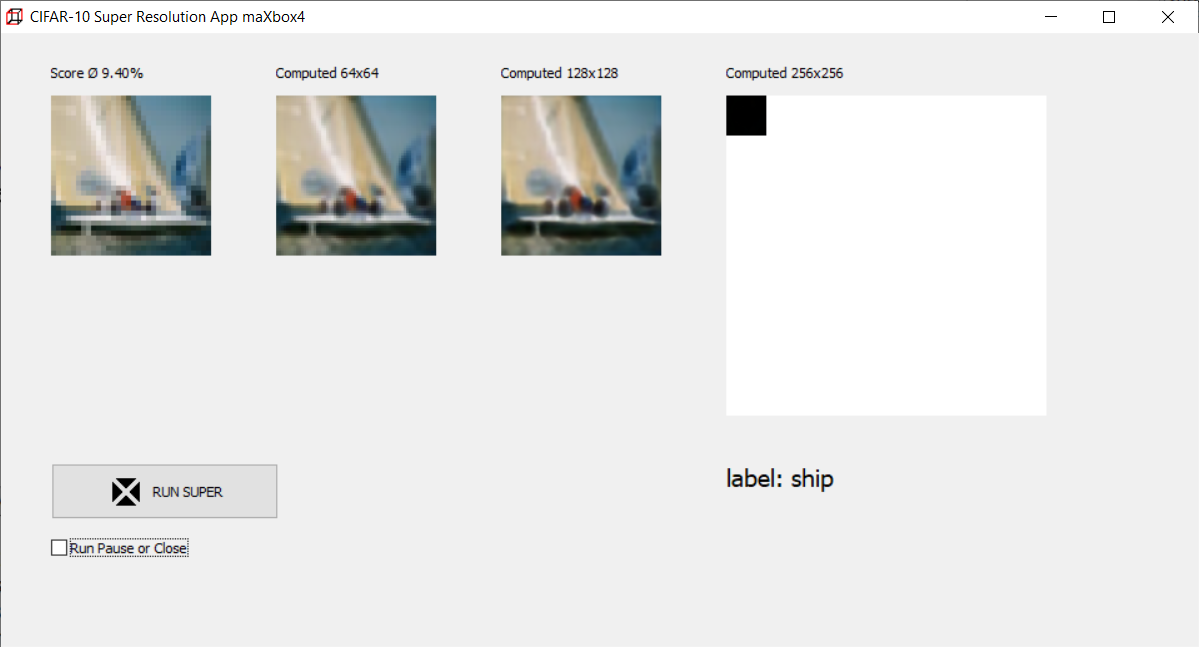 CIFAR-10 Super Resolution App maXbox4
Score Ø 9.40%
Computed 64x64
Computed 128x128
Computed 256x256
RUN SUPER
label: ship
Run Pause or Close